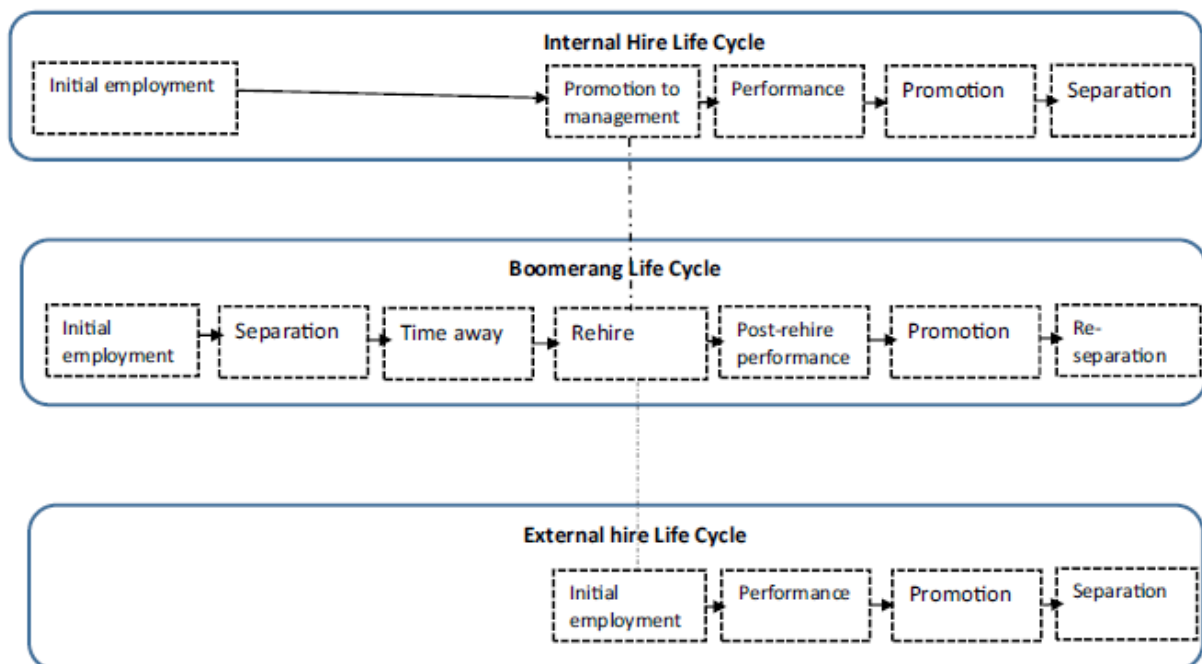 Internal Hire Life Cycle
Initial employment
Promotion to
management
Performance
Promotion
Separation
Boomerang Life Cycle
Initial
employment
Separation
Time away
Rehire
Post-rehire
performance
Promotion
Re-
separation
External hire Life Cycle
Initial
employment
Performance
Promotion
Separation